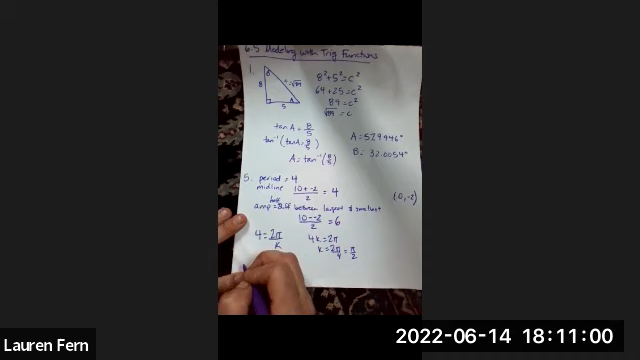 6.5 Modeling with Trig Functions
1.
8² + 5² = c²
64 + 25 = c²
89 = c²
√89 = c
B
8
c = √89
A
5
tan A = 8/5
tan⁻¹(tan A = 8/5
A = tan⁻¹(8/5)
A = 57.9946°
B = 32.0054°
5. period = 4
midline (10 + -2)/2 = 4
(0, -2)
half
amp = between largest & smallest
(10 - -2)/2 = 6
4 = 2π/k
4k = 2π
k = 2π/4 = π/2
Lauren Fern
2022-06-14 18:11:00